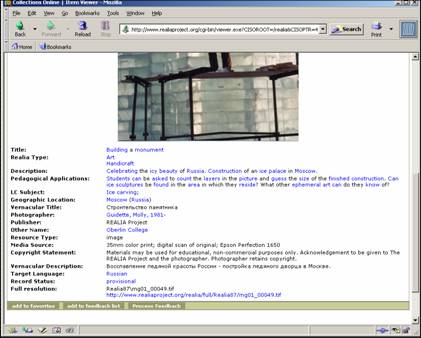 Collections Online | Item Viewer - Mozilla
File Edit View Go Bookmarks Tools Window Help
Back Forward Reload Stop http://www.realiaproject.org/cgi-bin/viewer.exe?CISOROOT=/realia&CISOPTR= Search Print
Home Bookmarks
Title: Building a monument
Realia Type: Art
Handicraft
Description: Celebrating the icy beauty of Russia. Construction of an ice palace in Moscow.
Pedagogical Applications: Students can be asked to count the layers in the picture and guess the size of the finished construction. Can
ice sculptures be found in the area in which they reside? What other ephemeral art can do they know of?
LC Subject: Ice carving;
Geographic Location: Moscow (Russia)
Vernacular Title: Строительство памятника
Photographer: Guidette, Molly, 1981-
Publisher REALIA Project
Other Name: Oberlin College
Resource Type: image
Media Source: 35mm color print; digital scan of original; Epson Perfection 1650
Copyright Statement: Materials may be used for educational, non-commercial purposes only. Acknowledgement to be given to The
REALIA Project and the photographer. Photographer retains copyright.
Vernacular Description: Воспевание ледяной красоты России - постройка ледяного дворца в Москве.
Target Language: Russian
Record Status: provisional
Full resolution: Realia87\mg01_00049.tif
http://www.realiaproject.org/realia/full/Realia87/mg01_00049.tif
add to favorites add to feedback list Process Feedback